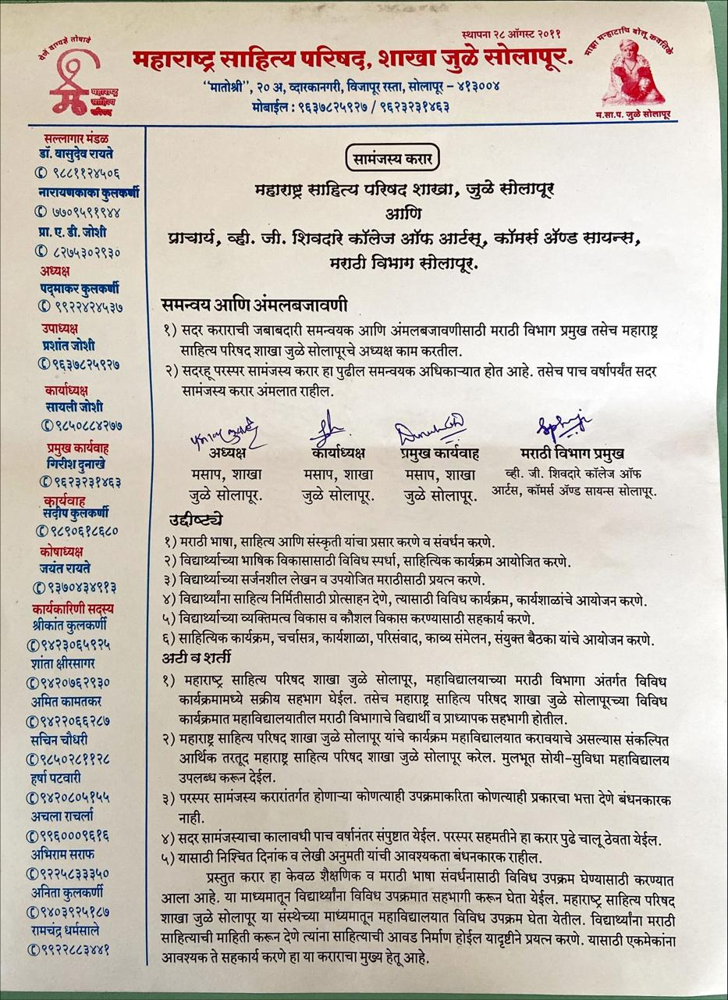 स्थापना २८ ऑगस्ट २०११
येणें वाग्यज्ञे तोषावे
महाराष्ट्र
साहित्य
परिषद
महाराष्ट्र साहित्य परिषद, शाखा जुळे सोलापूर.
माझा मऱ्हाटाचि बोलू कवतिकें
म.सा.प. जुळे सोलापूर
“मातोश्री”, २० अ, व्दारकानगरी, विजापूर रस्ता, सोलापूर – ४१३००४
मोबाईल : ९६३७८२५९२७ / ९६२३२३१४६३
सल्लागार मंडळ
डॉ. वासुदेव रायते
✆ ९८८११२४५०६
नारायणकाका कुलकर्णी
✆ ७७०९५९१९४४
प्रा. ए. डी. जोशी
✆ ८२७५३०२९३०
अध्यक्ष
पद्माकर कुलकर्णी
✆ ९९२२४२४५३७
उपाध्यक्ष
प्रशांत जोशी
✆९६३७८२५९२७
कार्याध्यक्ष
सायली जोशी
✆९८५०८८४२७७
प्रमुख कार्यवाह
गिरीश दुनाखे
✆९६२३२३१४६३
कार्यवाह
संदीप कुलकर्णी
✆९८९०६१८६८०
कोषाध्यक्ष
जयंत रायते
✆९३७०४३४९१३
कार्यकारिणी सदस्य
श्रीकांत कुलकर्णी
✆९४२३०६५९२५
शांता क्षीरसागर
✆९४२०७६२९३०
अमित कामतकर
✆९४२२०६६२८७
सचिन चौधरी
✆९८५०२८११२८
हर्षा पटवारी
✆९४२०८०५१५५
अचला राचर्ला
✆९९६०००९६१६
अभिराम सराफ
✆९२२५८३३३५०
अनिता कुलकर्णी
✆९४०३९२५१८७
रामचंद्र धर्मसाले
✆९९२२८८३४४१
सामंजस्य करार
महाराष्ट्र साहित्य परिषद शाखा, जुळे सोलापूर
आणि
प्राचार्य, व्ही. जी. शिवदारे कॉलेज ऑफ आर्टस्, कॉमर्स ॲण्ड सायन्स,
मराठी विभाग सोलापूर.
समन्वय आणि अंमलबजावणी
१) सदर कराराची जबाबदारी समन्वयक आणि अंमलबजावणीसाठी मराठी विभाग प्रमुख तसेच महाराष्ट्र
साहित्य परिषद शाखा जुळे सोलापूरचे अध्यक्ष काम करतील.
२) सदरहू परस्पर सामंजस्य करार हा पुढील समन्वयक अधिकाऱ्यात होत आहे. तसेच पाच वर्षापर्यंत सदर
सामंजस्य करार अंमलात राहील.
अध्यक्ष कार्याध्यक्ष प्रमुख कार्यवाह मराठी विभाग प्रमुख
मसाप, शाखा मसाप, शाखा मसाप, शाखा व्ही. जी. शिवदारे कॉलेज ऑफ
जुळे सोलापूर. जुळे सोलापूर. जुळे सोलापूर. आर्टस, कॉमर्स ॲण्ड सायन्स सोलापूर.
उद्दीष्ट्ये
१) मराठी भाषा, साहित्य आणि संस्कृती यांचा प्रसार करणे व संवर्धन करणे.
२) विद्यार्थ्याच्या भाषिक विकासासाठी विविध स्पर्धा, साहित्यिक कार्यक्रम आयोजित करणे.
३) विद्यार्थ्याच्या सर्जनशील लेखन व उपयोजित मराठीसाठी प्रयत्न करणे.
४) विद्यार्थ्यांना साहित्य निर्मितीसाठी प्रोत्साहन देणे, त्यासाठी विविध कार्यक्रम, कार्यशाळांचे आयोजन करणे.
५) विद्यार्थ्याच्या व्यक्तिमत्व विकास व कौशल विकास करण्यासाठी सहकार्य करणे.
६) साहित्यिक कार्यक्रम, चर्चासत्र, कार्यशाळा, परिसंवाद, काव्य संमेलन, संयुक्त बैठका यांचे आयोजन करणे.
अटी व शर्ती
१) महाराष्ट्र साहित्य परिषद शाखा जुळे सोलापूर, महाविद्यालयाच्या मराठी विभागा अंतर्गत विविध
कार्यक्रमामध्ये सक्रीय सहभाग घेईल. तसेच महाराष्ट्र साहित्य परिषद शाखा जुळे सोलापूरच्या विविध
कार्यक्रमात महाविद्यालयातील मराठी विभागाचे विद्यार्थी व प्राध्यापक सहभागी होतील.
२) महाराष्ट्र साहित्य परिषद शाखा जुळे सोलापूर यांचे कार्यक्रम महाविद्यालयात करावयाचे असल्यास संकल्पित
आर्थिक तरतूद महाराष्ट्र साहित्य परिषद शाखा जुळे सोलापूर करेल. मुलभूत सोयी-सुविधा महाविद्यालय
उपलब्ध करून देईल.
३) परस्पर सामंजस्य करारांतर्गत होणाऱ्या कोणत्याही उपक्रमाकरिता कोणत्याही प्रकारचा भत्ता देणे बंधनकारक
नाही.
४) सदर सामंजस्याचा कालावधी पाच वर्षानंतर संपुष्टात येईल. परस्पर सहमतीने हा करार पुढे चालू ठेवता येईल.
५) यासाठी निश्चित दिनांक व लेखी अनुमती यांची आवश्यकता बंधनकारक राहील.
प्रस्तुत करार हा केवळ शैक्षणिक व मराठी भाषा संवर्धनासाठी विविध उपक्रम घेण्यासाठी करण्यात
आला आहे. या माध्यमातून विद्यार्थ्यांना विविध उपक्रमात सहभागी करून घेता येईल. महाराष्ट्र साहित्य परिषद
शाखा जुळे सोलापूर या संस्थेच्या माध्यमातून महाविद्यालयात विविध उपक्रम घेता येतील. विद्यार्थ्यांना मराठी
साहित्याची माहिती करून देणे त्यांना साहित्याची आवड निर्माण होईल यादृष्टीने प्रयत्न करणे. यासाठी एकमेकांना
आवश्यक ते सहकार्य करणे हा या कराराचा मुख्य हेतू आहे.